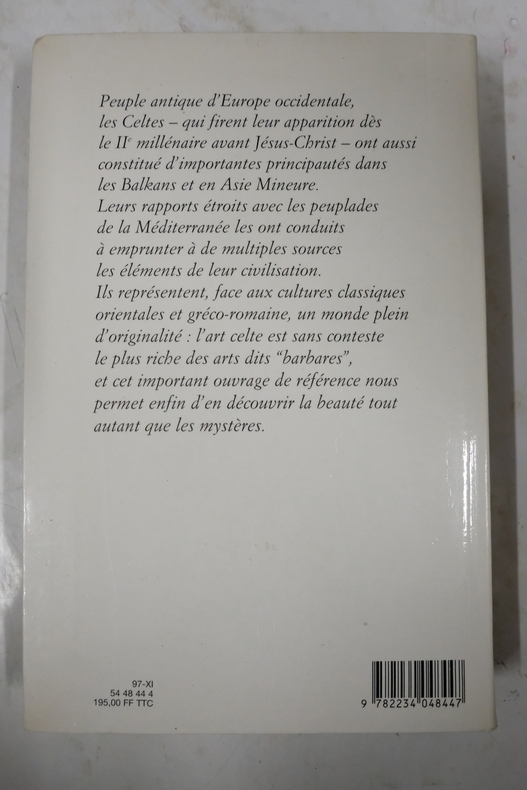 Peuple antique d'Europe occidentale,
les Celtes – qui firent leur apparition dès
le IIe millénaire avant Jésus-Christ – ont aussi
constitué d'importantes principautés dans
les Balkans et en Asie Mineure.
Leurs rapports étroits avec les peuplades
de la Méditerranée les ont conduits
à emprunter à de multiples sources
les éléments de leur civilisation.
Ils représentent, face aux cultures classiques
orientales et gréco-romaine, un monde plein
d'originalité : l'art celte est sans conteste
le plus riche des arts dits "barbares",
et cet important ouvrage de référence nous
permet enfin d'en découvrir la beauté tout
autant que les mystères.
97-XI
54 48 44 4
195,00 FF TTC
9 782234 048447